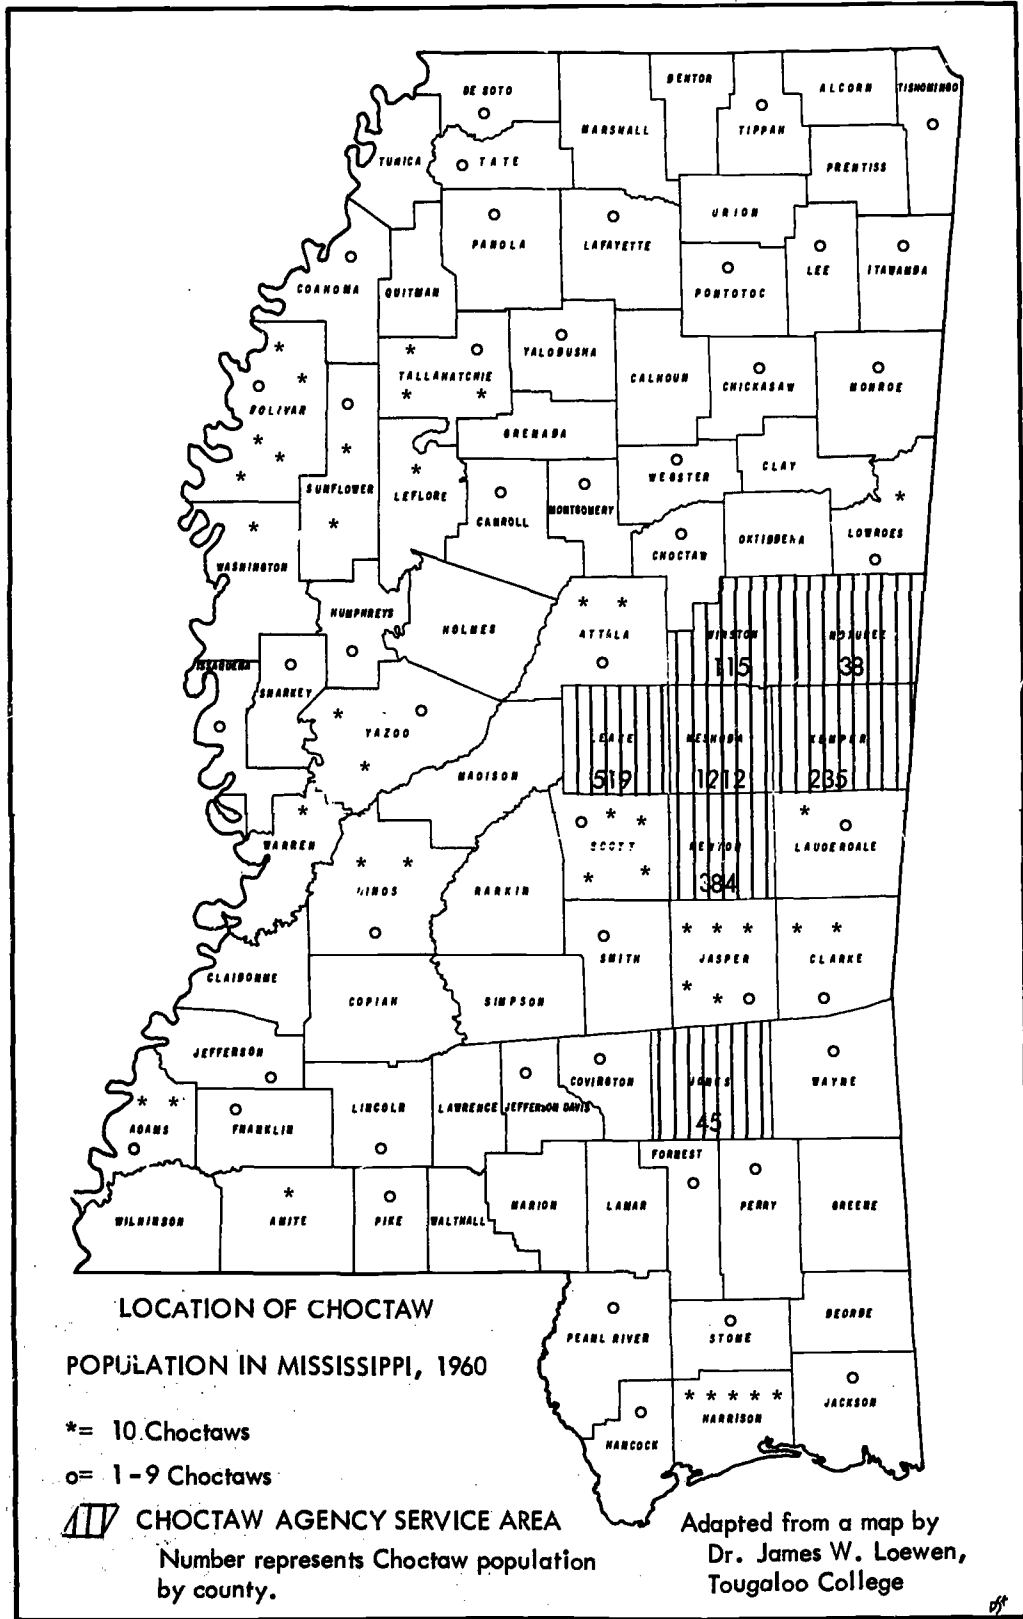 BENTON
ALCORN
TISHOMINGO
DE SOTO
MARSHALL
TIPPAH
TUNICA
TATE
PRENTISS
UNION
PANOLA
LAFAYETTE
LEE
ITAWAMBA
COAHOMA
QUITMAN
PONTOTOC
YALOBUSHA
TALLAHATCHIE
CALHOUN
CHICKASAW
MONROE
BOLIVAR
GRENADA
CLAY
WEBSTER
SUNFLOWER
LEFLORE
MONTGOMERY
CARROLL
LOWNDES
OKTIBBEHA
CHOCTAW
WASHINGTON
HUMPHREYS
HOLMES
ATTALA
WINSTON
NOXUBEE
115
38
ISSAQUENA
SHARKEY
YAZOO
LEAKE
NESHOBA
KEMPER
MADISON
519
1212
235
WARREN
SCOTT
NEWTON
LAUDERDALE
HINDS
RANKIN
384
SMITH
JASPER
CLARKE
CLAIBORNE
COPIAH
SIMPSON
JEFFERSON
COVINGTON
JONES
WAYNE
LINCOLN
LAWRENCE
JEFFERSON DAVIS
45
ADAMS
FRANKLIN
FORREST
WILKINSON
AMITE
PIKE
WALTHALL
MARION
LAMAR
PERRY
GREENE
LOCATION OF CHOCTAW
GEORGE
PEARL RIVER
STONE
POPULATION IN MISSISSIPPI, 1960
JACKSON
HARRISON
*= 10 Choctaws
HANCOCK
o= 1-9 Choctaws
CHOCTAW AGENCY SERVICE AREA
Number represents Choctaw population
by county.
Adapted from a map by
Dr. James W. Loewen,
Tougaloo College